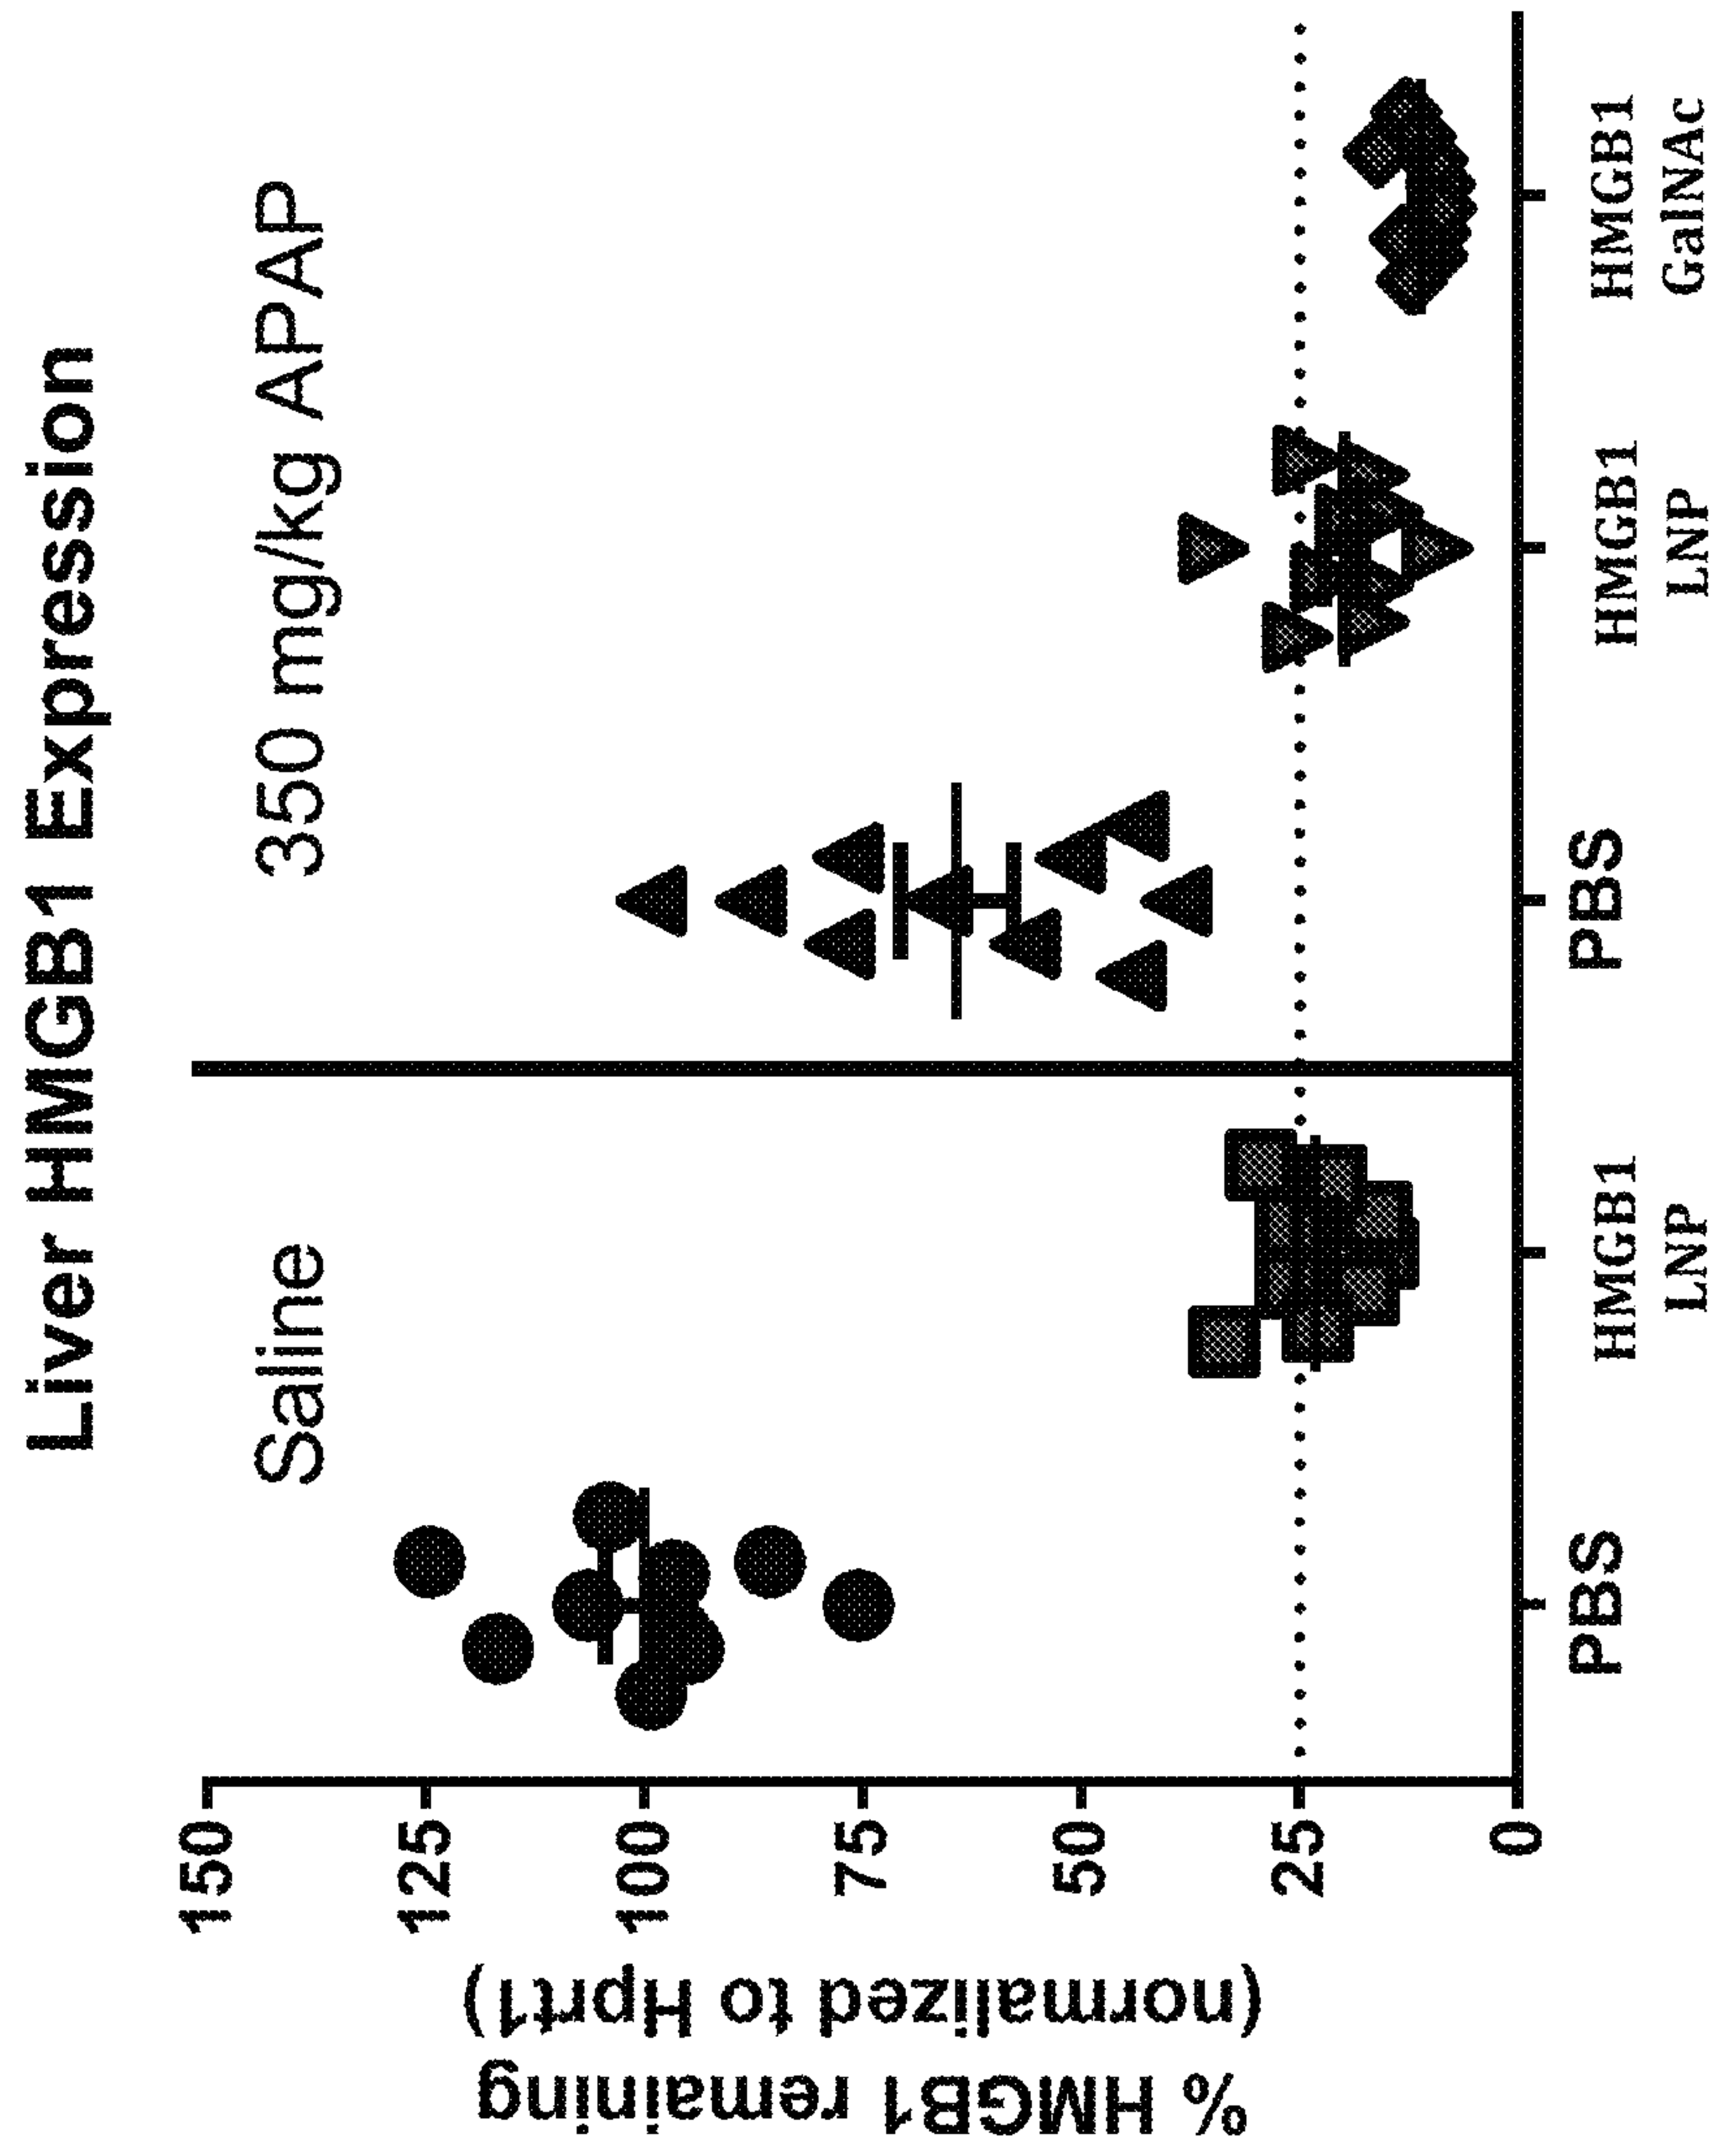 Liver HMGB1 Expression
Saline
350 mg/kg APAP
% HMGB1 remaining
(normalized to Hprt1)
150
125
100
75
50
25
0
PBS
HMGB1
LNP
PBS
HMGB1
LNP
HMGB1
GalNAc